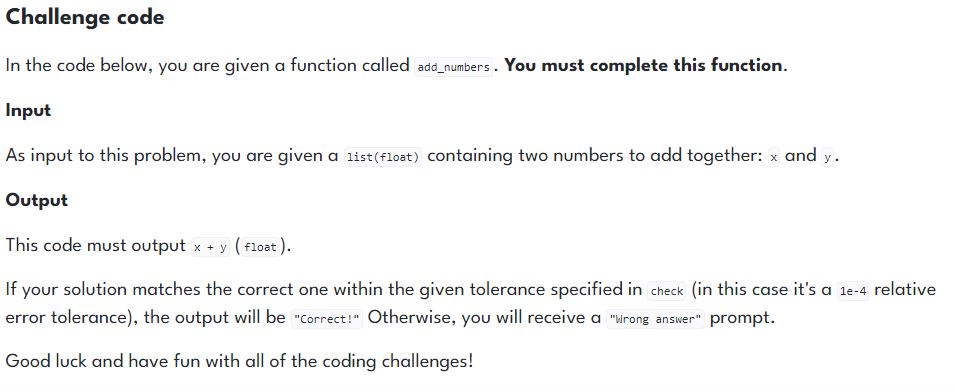 Challenge code
In the code below, you are given a function called add_numbers. You must complete this function.
Input
As input to this problem, you are given a list(float) containing two numbers to add together: x and y.
Output
This code must output x + y (float).
If your solution matches the correct one within the given tolerance specified in check (in this case it's a 1e-4 relative
error tolerance), the output will be "Correct!" Otherwise, you will receive a "Wrong answer" prompt.
Good luck and have fun with all of the coding challenges!